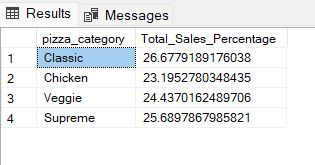 Results Messages
pizza_category Total_Sales_Percentage
1 Classic 26.6779189176038
2 Chicken 23.1952780348435
3 Veggie 24.4370162489706
4 Supreme 25.6897867985821